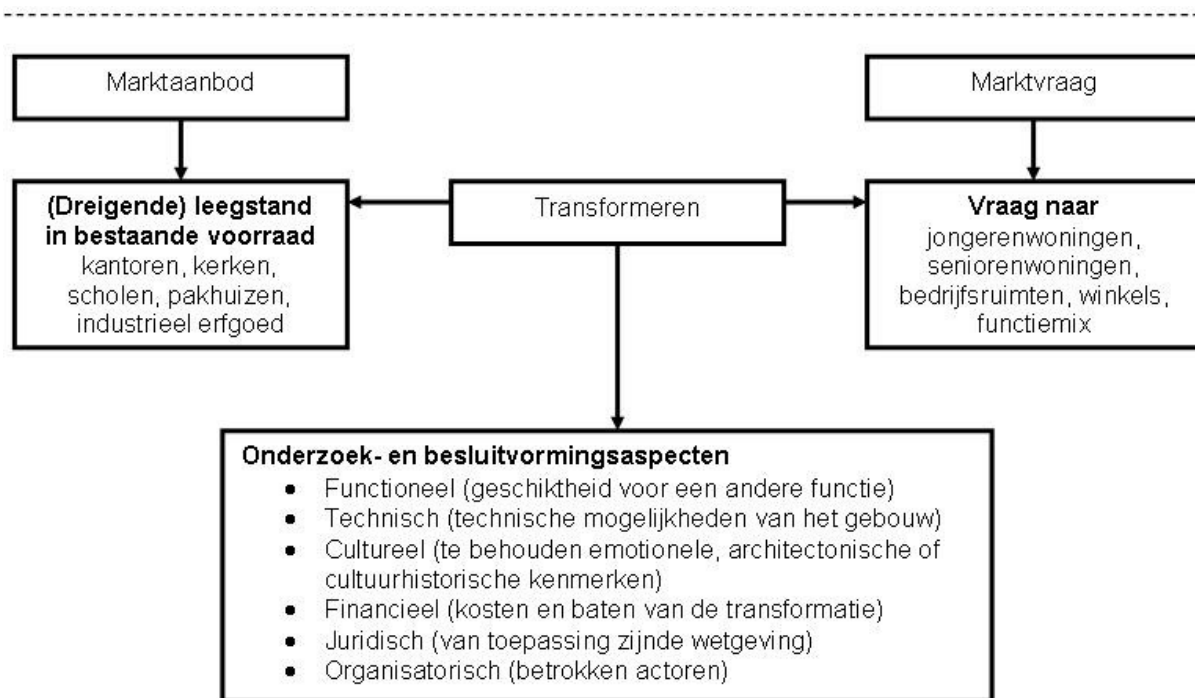 Marktaanbod
Marktvraag
(Dreigende) leegstand
in bestaande voorraad
kantoren, kerken,
scholen, pakhuizen,
industrieel erfgoed
Transformeren
Vraag naar
jongerenwoningen,
seniorenwoningen,
bedrijfsruimten, winkels,
functiemix
Onderzoek- en besluitvormingsaspecten
• Functioneel (geschiktheid voor een andere functie)
• Technisch (technische mogelijkheden van het gebouw)
• Cultureel (te behouden emotionele, architectonische of
cultuurhistorische kenmerken)
• Financieel (kosten en baten van de transformatie)
• Juridisch (van toepassing zijnde wetgeving)
• Organisatorisch (betrokken actoren)